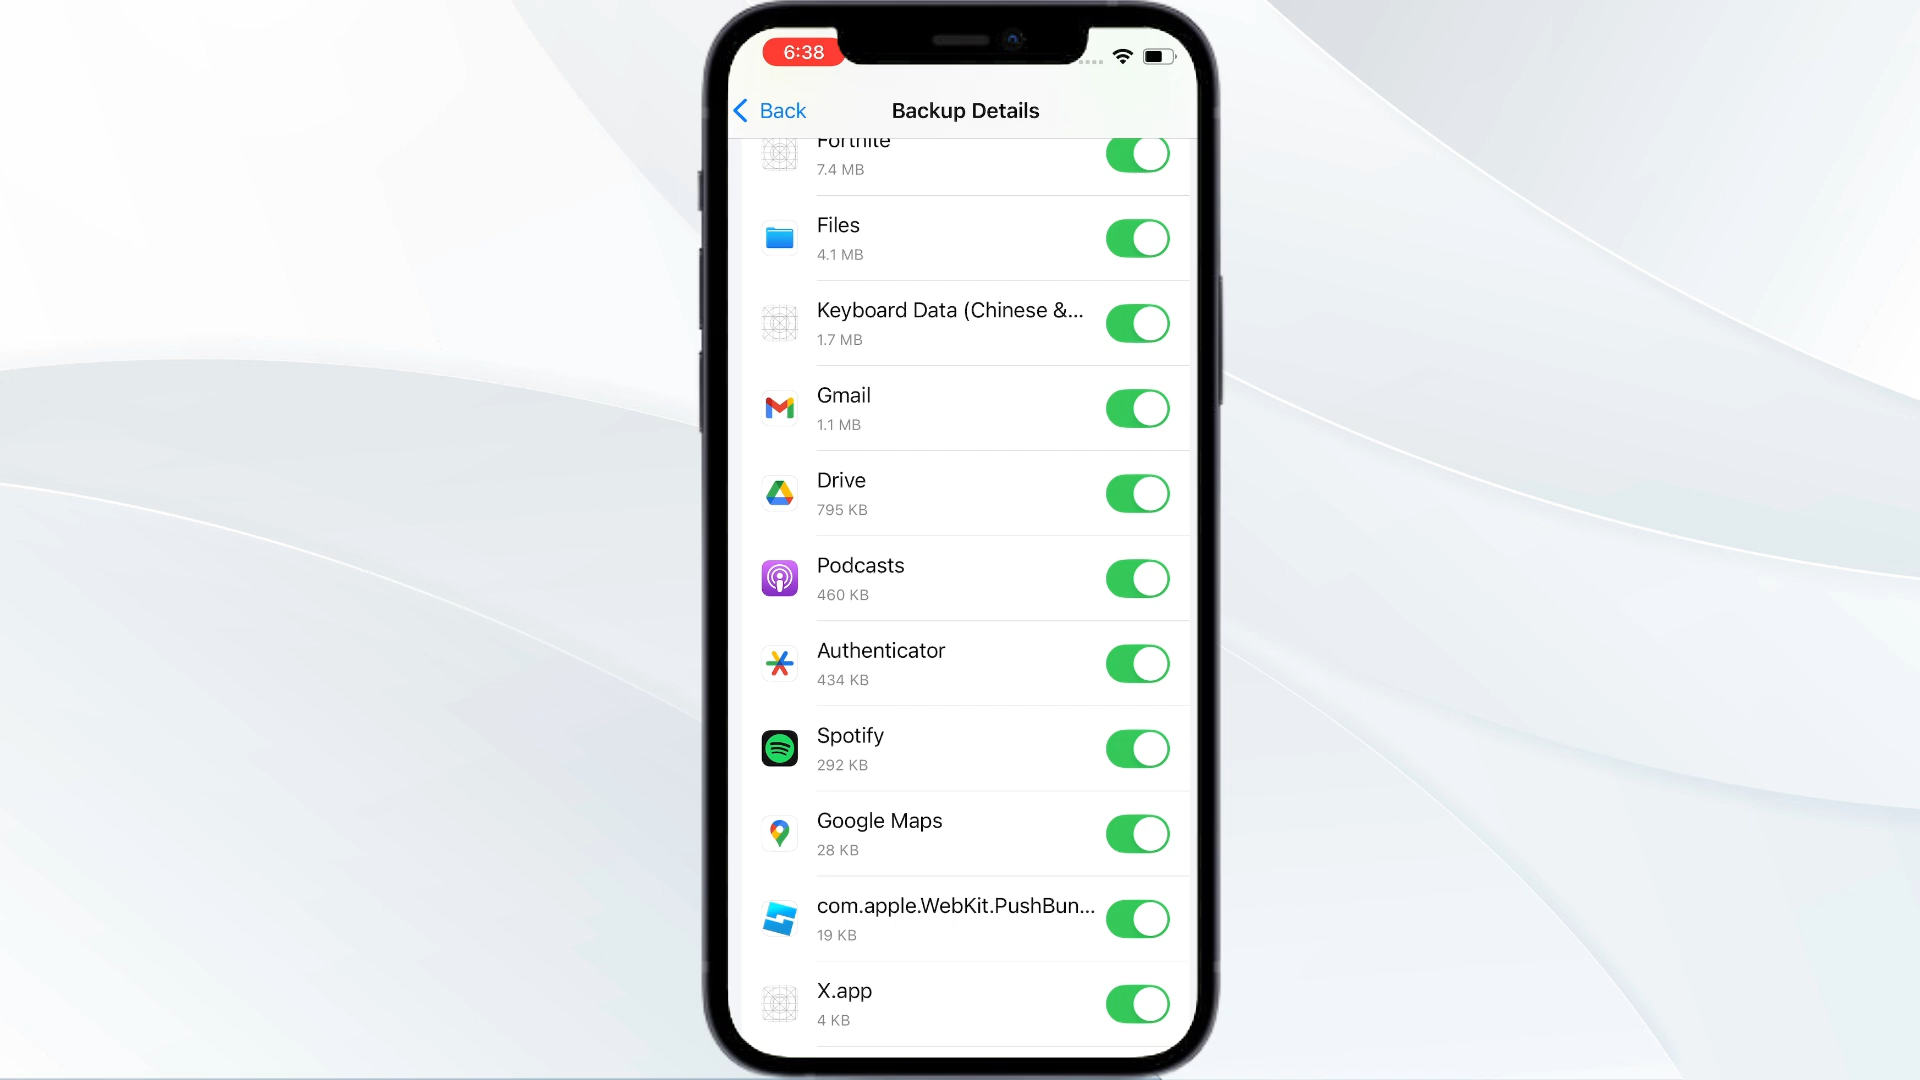 6:38
Back
Backup Details
Fortnite
7.4 MB
Files
4.1 MB
Keyboard Data (Chinese &...
1.7 MB
Gmail
1.1 MB
Drive
795 KB
Podcasts
460 KB
Authenticator
434 KB
Spotify
292 KB
Google Maps
28 KB
com.apple.WebKit.PushBun...
19 KB
X.app
4 KB